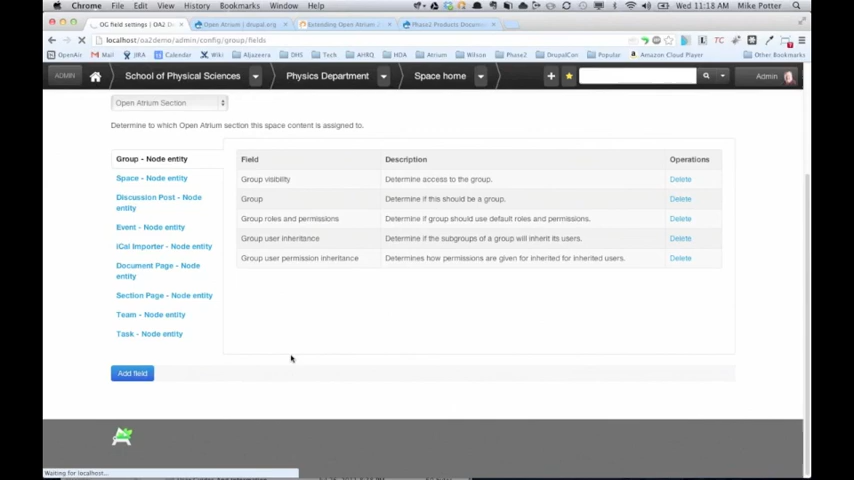 Chrome File Edit View History Bookmarks Window Help
11:18 AM Mike Potter
OG field settings | OA2 D
Open Atrium | drupal.org
Extending Open Atrium |
Phase2 Products Docume
localhost/oa2demo/admin/config/group/fields
OpenAir Mail JIRA Calendar Wiki AlJazeera DHS Tech AHRQ HDA Atrium Wilson Phase2 DrupalCon Popular Amazon Cloud Player Other Bookmarks
ADMIN School of Physical Sciences Physics Department Space home Admin
Open Atrium Section
Determine to which Open Atrium section this space content is assigned to.
Group - Node entity
Space - Node entity
Discussion Post - Node
entity
Event - Node entity
iCal Importer - Node entity
Document Page - Node
entity
Section Page - Node entity
Team - Node entity
Task - Node entity
Field Description Operations
Group visibility Determine access to the group. Delete
Group Determine if this should be a group. Delete
Group roles and permissions Determine if group should use default roles and permissions. Delete
Group user inheritance Determine if the subgroups of a group will inherit its users. Delete
Group user permission inheritance Determines how permissions are given for inherited for inherited users. Delete
Add field
Waiting for localhost...